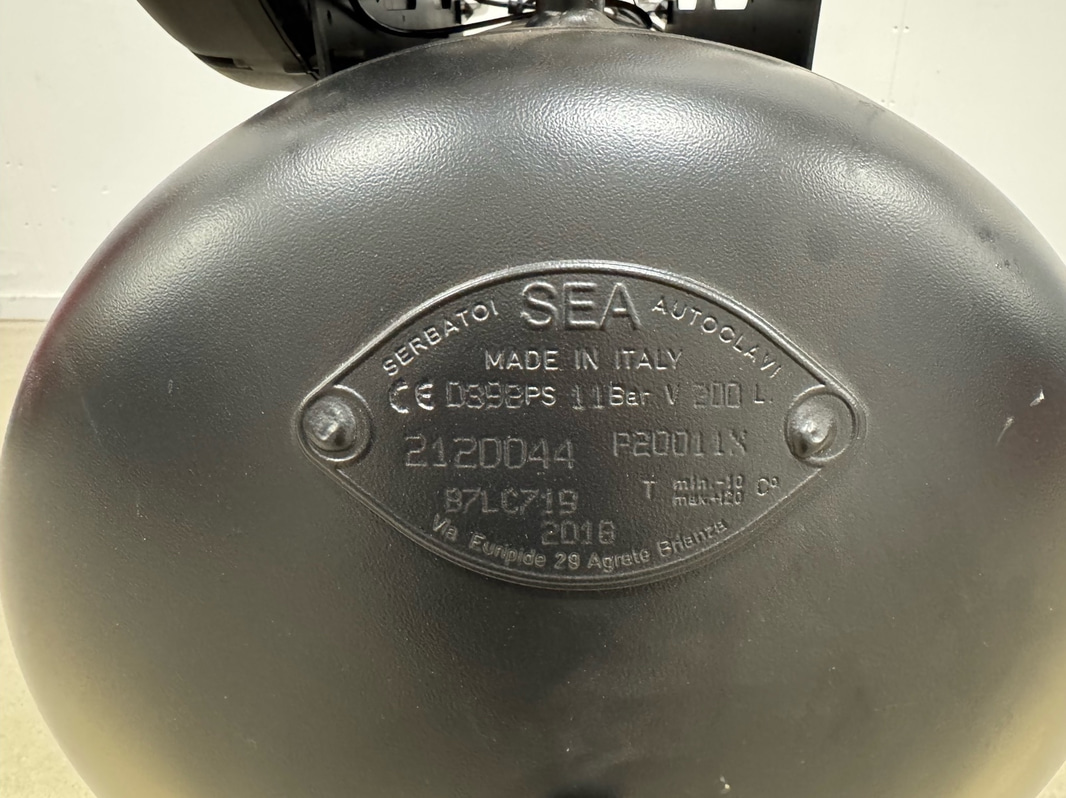 SERBATOI SEA AUTOCLAVI
MADE IN ITALY
CE 0398 PS 11 Bar V 200 L.
2120044 P20011X
T min.-10 max.+120 C°
87LC719
2018
Via Euripide 29 Agrate Brianza